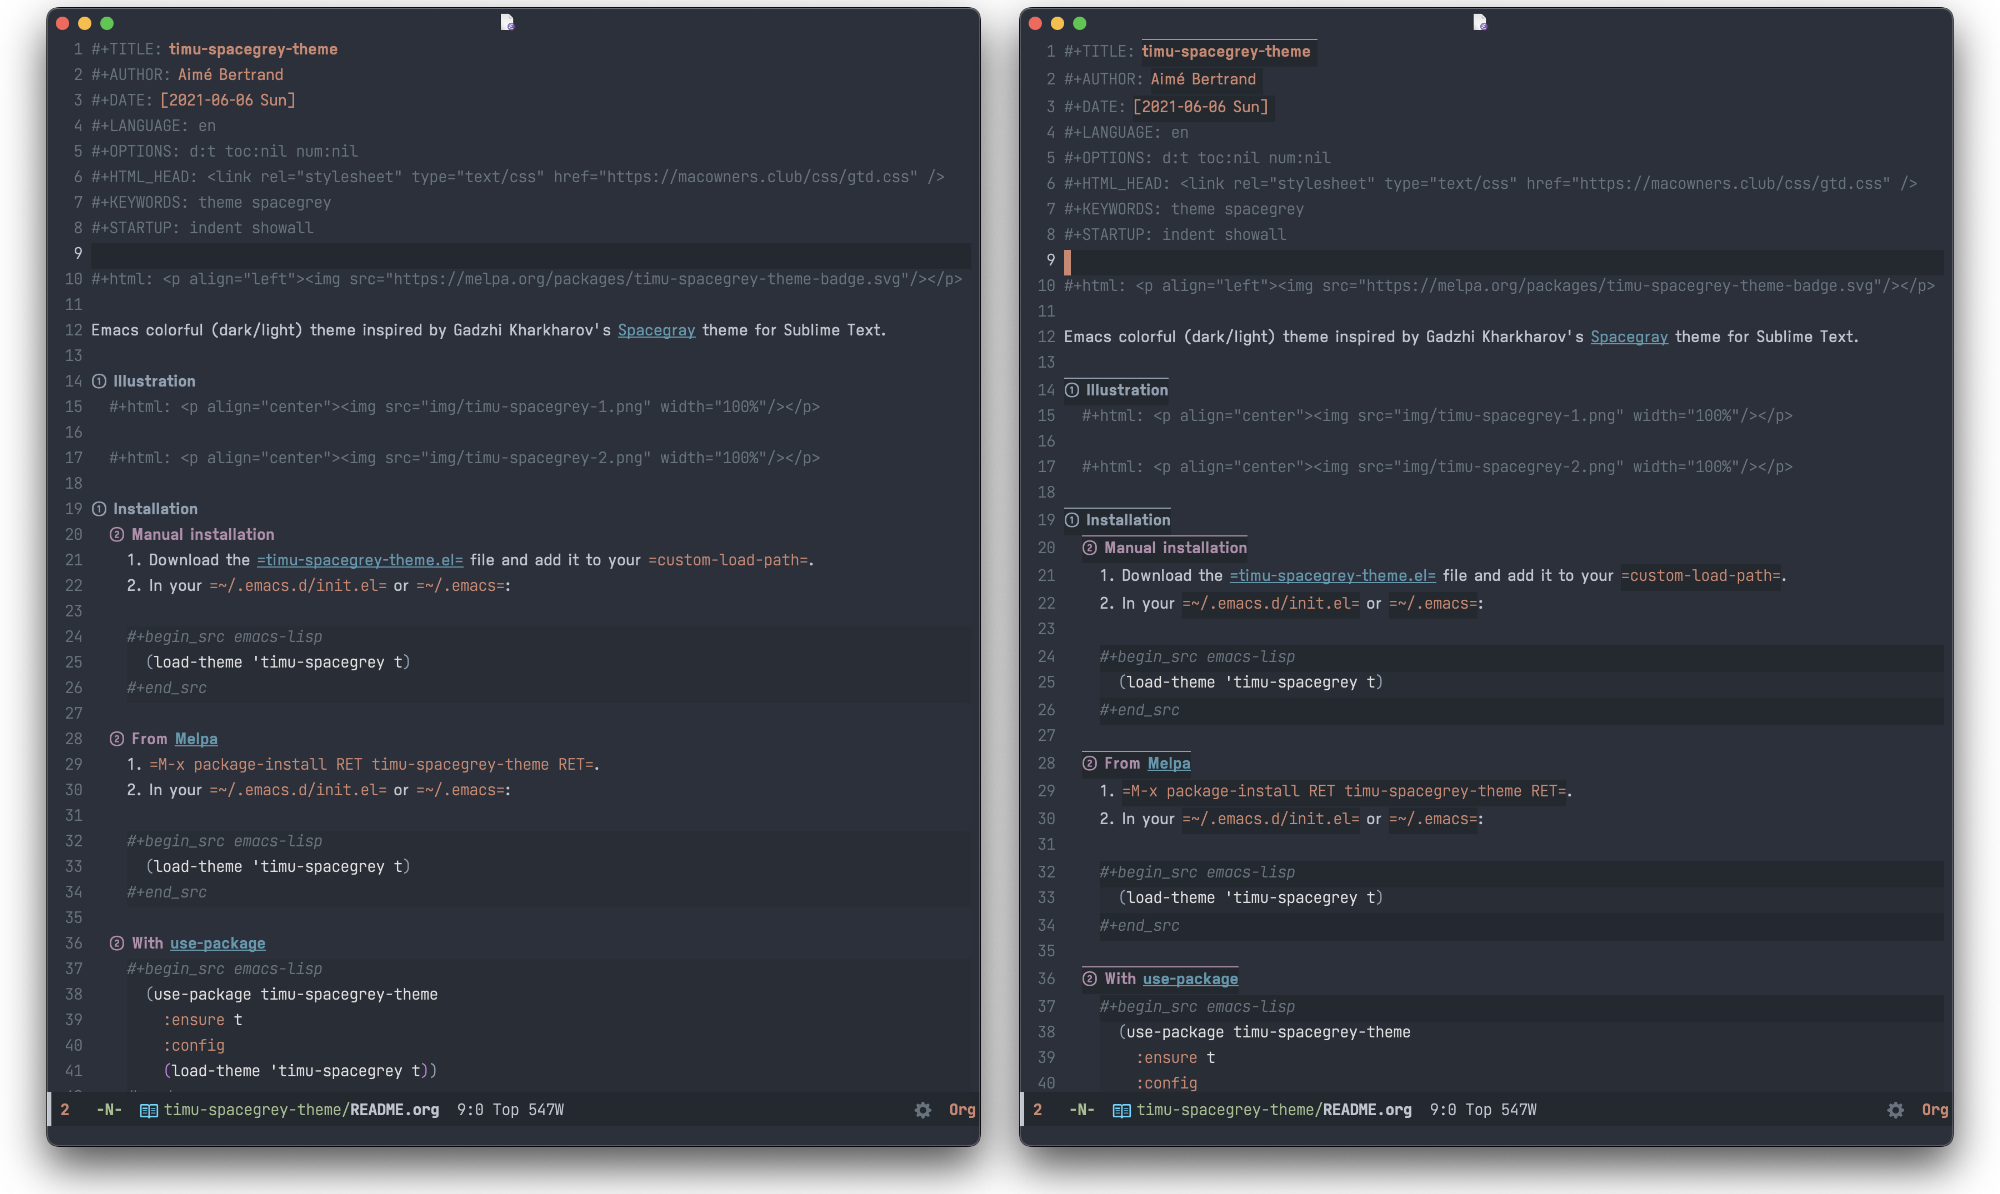 1 #+TITLE: timu-spacegrey-theme
2 #+AUTHOR: Aimé Bertrand
3 #+DATE: [2021-06-06 Sun]
4 #+LANGUAGE: en
5 #+OPTIONS: d:t toc:nil num:nil
6 #+HTML_HEAD: <link rel="stylesheet" type="text/css" href="https://macowners.club/css/gtd.css" />
7 #+KEYWORDS: theme spacegrey
8 #+STARTUP: indent showall
9
10 #+html: <p align="left"><img src="https://melpa.org/packages/timu-spacegrey-theme-badge.svg"/></p>
11
12 Emacs colorful (dark/light) theme inspired by Gadzhi Kharkharov's Spacegray theme for Sublime Text.
13
14 ① Illustration
15 #+html: <p align="center"><img src="img/timu-spacegrey-1.png" width="100%"/></p>
16
17 #+html: <p align="center"><img src="img/timu-spacegrey-2.png" width="100%"/></p>
18
19 ① Installation
20 ② Manual installation
21 1. Download the =timu-spacegrey-theme.el= file and add it to your =custom-load-path=.
22 2. In your =~/.emacs.d/init.el= or =~/.emacs=:
23
24 #+begin_src emacs-lisp
25 (load-theme 'timu-spacegrey t)
26 #+end_src
27
28 ② From Melpa
29 1. =M-x package-install RET timu-spacegrey-theme RET=.
30 2. In your =~/.emacs.d/init.el= or =~/.emacs=:
31
32 #+begin_src emacs-lisp
33 (load-theme 'timu-spacegrey t)
34 #+end_src
35
36 ② With use-package
37 #+begin_src emacs-lisp
38 (use-package timu-spacegrey-theme
39 :ensure t
40 :config
41 (load-theme 'timu-spacegrey t))
2 -N- timu-spacegrey-theme/README.org 9:0 Top 547W Org
1 #+TITLE: timu-spacegrey-theme
2 #+AUTHOR: Aimé Bertrand
3 #+DATE: [2021-06-06 Sun]
4 #+LANGUAGE: en
5 #+OPTIONS: d:t toc:nil num:nil
6 #+HTML_HEAD: <link rel="stylesheet" type="text/css" href="https://macowners.club/css/gtd.css" />
7 #+KEYWORDS: theme spacegrey
8 #+STARTUP: indent showall
9
10 #+html: <p align="left"><img src="https://melpa.org/packages/timu-spacegrey-theme-badge.svg"/></p>
11
12 Emacs colorful (dark/light) theme inspired by Gadzhi Kharkharov's Spacegray theme for Sublime Text.
13
14 ① Illustration
15 #+html: <p align="center"><img src="img/timu-spacegrey-1.png" width="100%"/></p>
16
17 #+html: <p align="center"><img src="img/timu-spacegrey-2.png" width="100%"/></p>
18
19 ① Installation
20 ② Manual installation
21 1. Download the =timu-spacegrey-theme.el= file and add it to your =custom-load-path=.
22 2. In your =~/.emacs.d/init.el= or =~/.emacs=:
23
24 #+begin_src emacs-lisp
25 (load-theme 'timu-spacegrey t)
26 #+end_src
27
28 ② From Melpa
29 1. =M-x package-install RET timu-spacegrey-theme RET=.
30 2. In your =~/.emacs.d/init.el= or =~/.emacs=:
31
32 #+begin_src emacs-lisp
33 (load-theme 'timu-spacegrey t)
34 #+end_src
35
36 ② With use-package
37 #+begin_src emacs-lisp
38 (use-package timu-spacegrey-theme
39 :ensure t
40 :config
2 -N- timu-spacegrey-theme/README.org 9:0 Top 547W Org